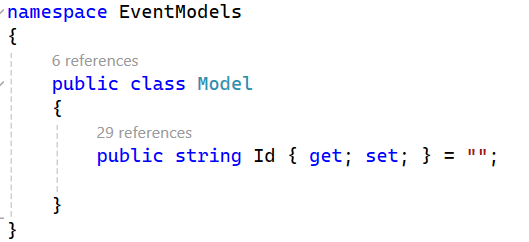 namespace EventModels
{
6 references
public class Model
{
29 references
public string Id { get; set; } = "";
}
}